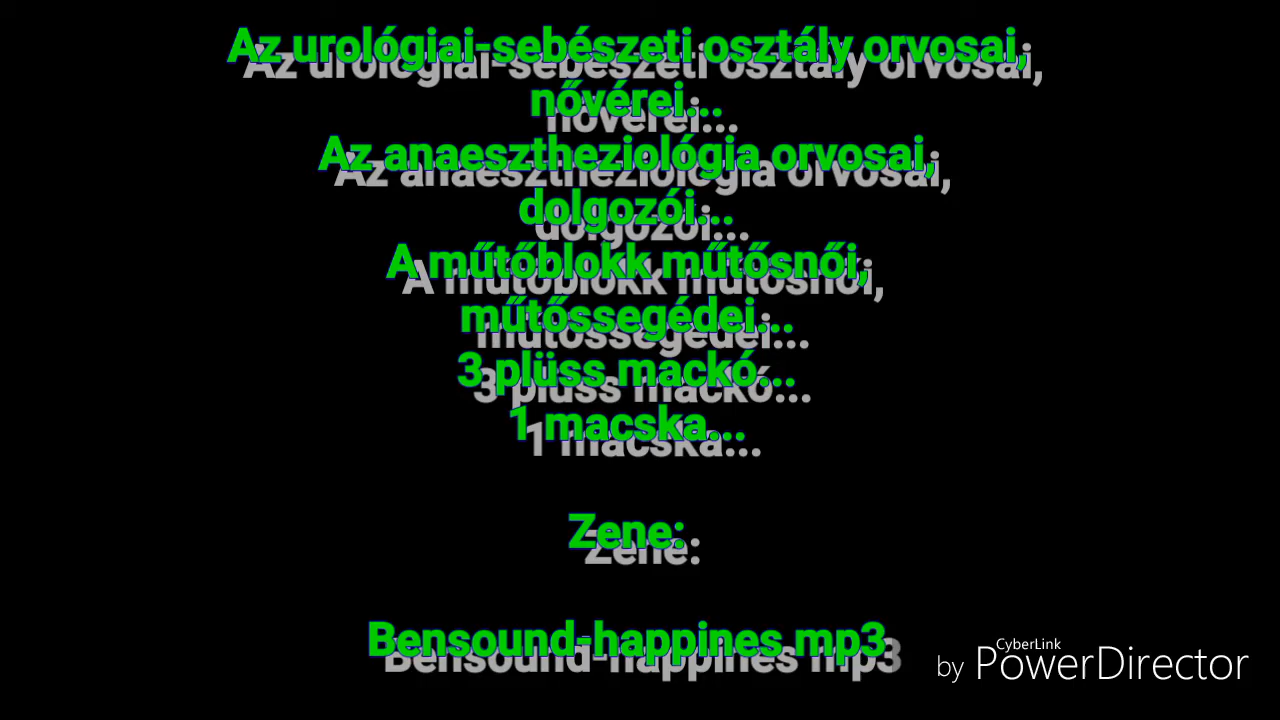 Az urológiai-sebészeti osztály orvosai,
nővérei...
Az anaesztheziológia orvosai,
dolgozói...
A műtőblokk műtősnői,
műtőssegédei...
3 plüss mackó...
1 macska...
Zene:
Bensound-happines mp3
by CyberLink PowerDirector